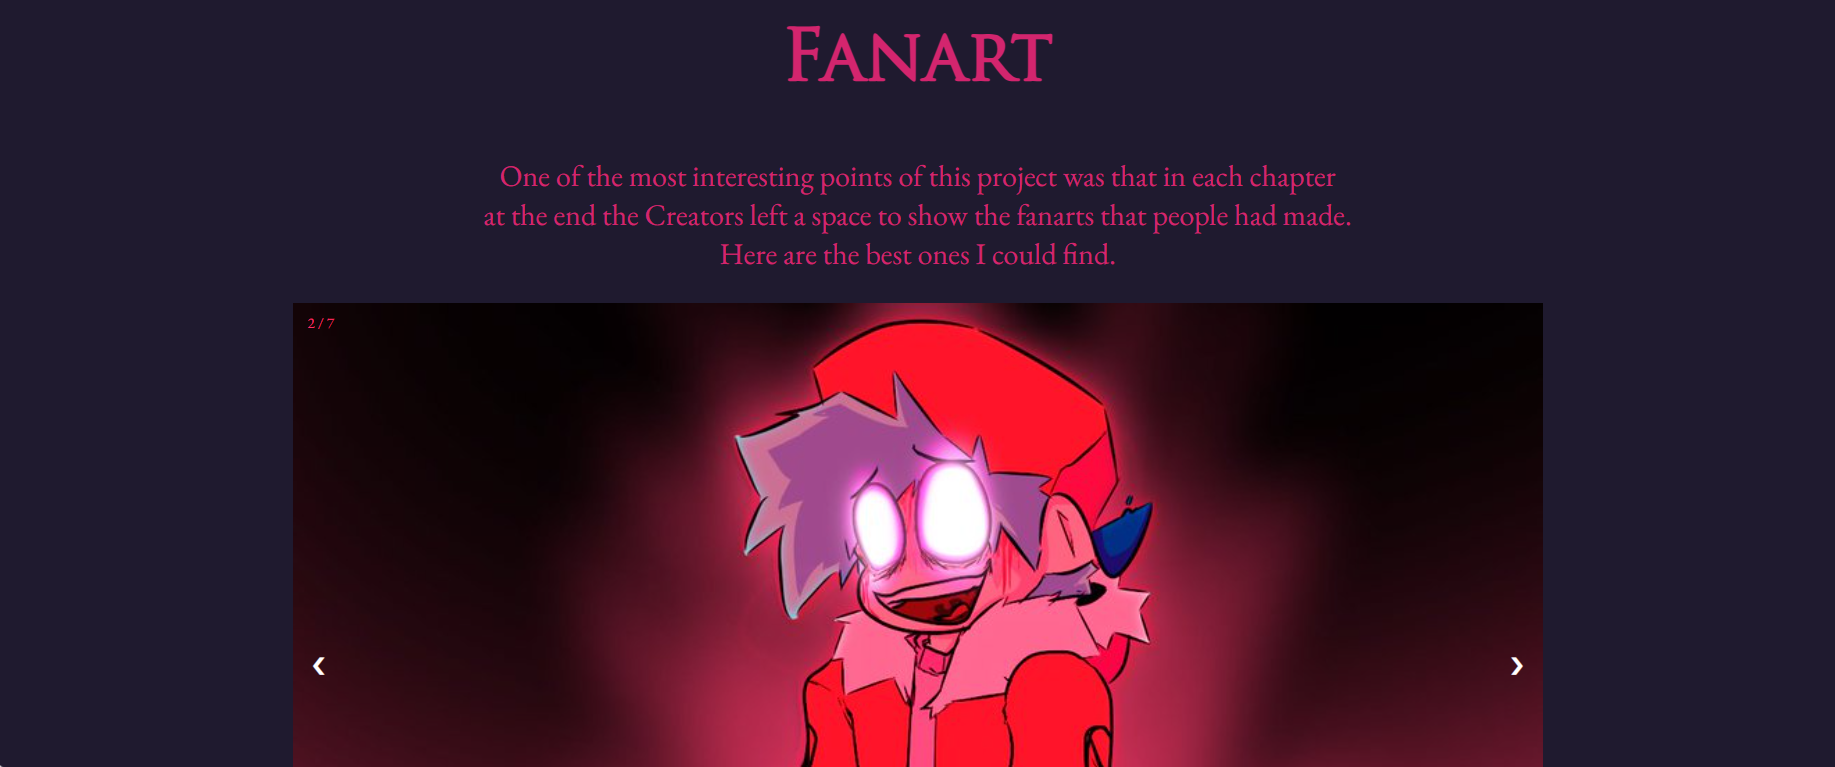 Fanart
One of the most interesting points of this project was that in each chapter
at the end the Creators left a space to show the fanarts that people had made.
Here are the best ones I could find.
2 / 7
❮ ❯